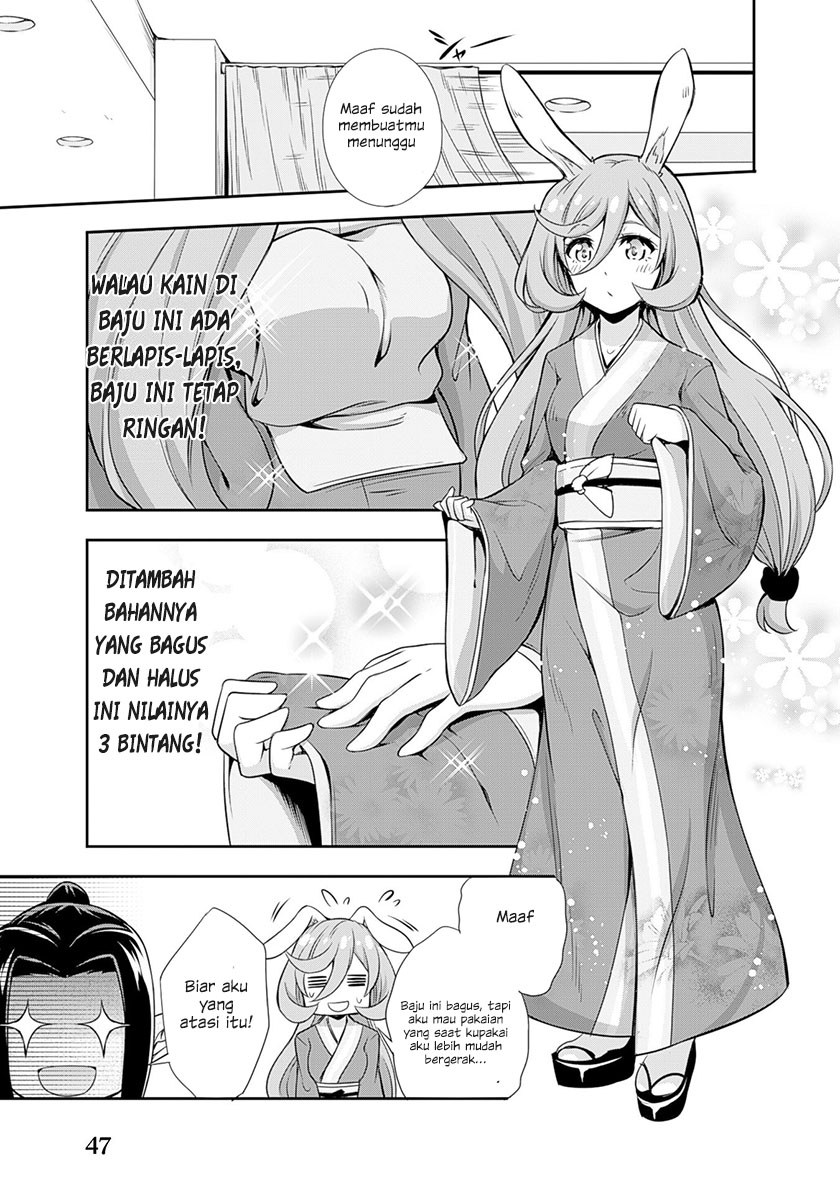 Maaf sudah
membuatmu
menunggu
WALAU KAIN DI
BAJU INI ADA
BERLAPIS-LAPIS,
BAJU INI TETAP
RINGAN!
DITAMBAH
BAHANNYA
YANG BAGUS
DAN HALUS
INI NILAINYA
3 BINTANG!
Maaf
Baju ini bagus, tapi
aku mau pakaian
yang saat kupakai
aku lebih mudah
bergerak...
Biar aku
yang
atasi itu!
47